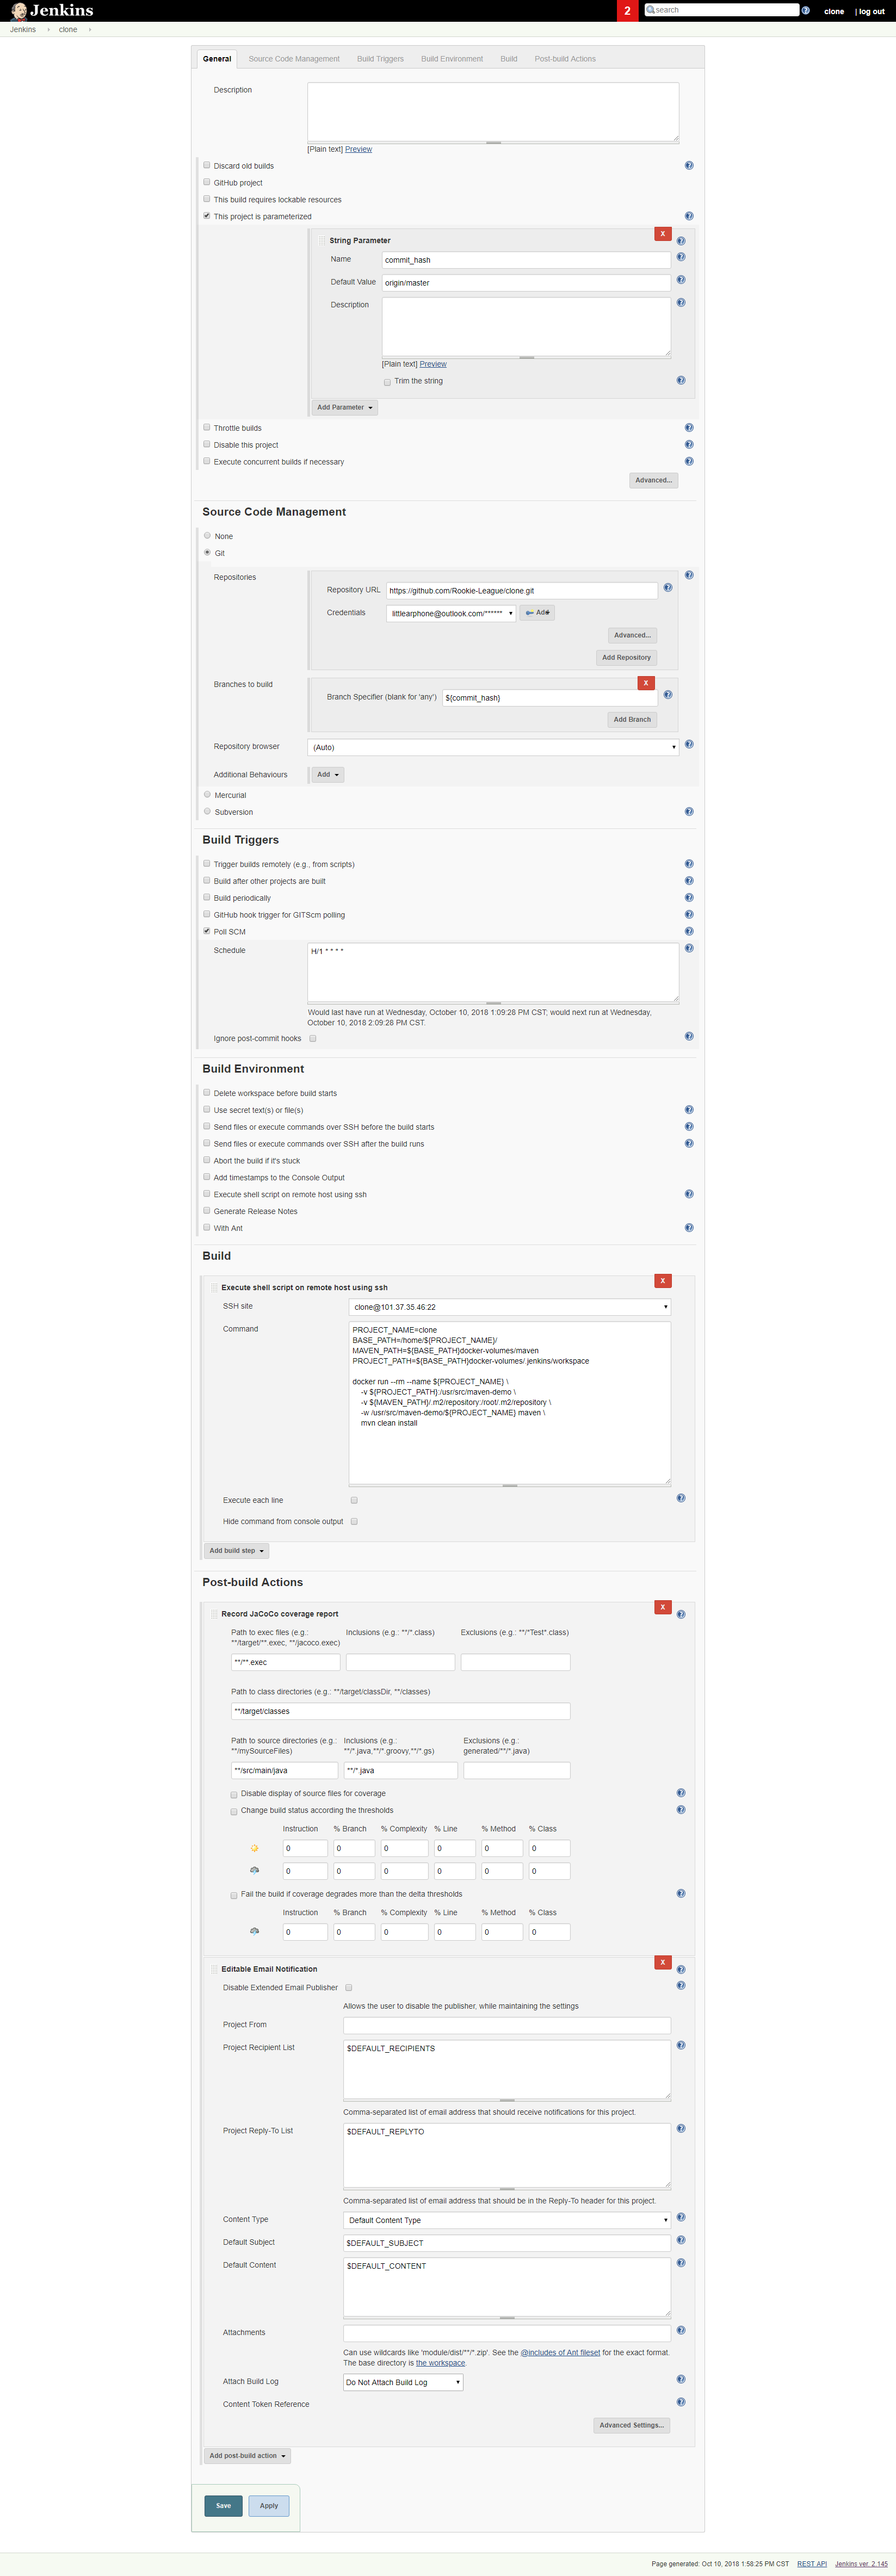 Jenkins 2 search clone | log out
Jenkins clone
General Source Code Management Build Triggers Build Environment Build Post-build Actions
Description
[Plain text] Preview
Discard old builds
GitHub project
This build requires lockable resources
This project is parameterized
X
String Parameter
Name commit_hash
Default Value origin/master
Description
[Plain text] Preview
Trim the string
Add Parameter
Throttle builds
Disable this project
Execute concurrent builds if necessary
Advanced...
Source Code Management
None
Git
Repositories
Repository URL https://github.com/Rookie-League/clone.git
Credentials littlearphone@outlook.com/****** Add
Advanced...
Add Repository
Branches to build X
Branch Specifier (blank for 'any') ${commit_hash}
Add Branch
Repository browser (Auto)
Additional Behaviours Add
Mercurial
Subversion
Build Triggers
Trigger builds remotely (e.g., from scripts)
Build after other projects are built
Build periodically
GitHub hook trigger for GITScm polling
Poll SCM
Schedule H/1 * * * *
Would last have run at Wednesday, October 10, 2018 1:09:28 PM CST; would next run at Wednesday,
October 10, 2018 2:09:28 PM CST.
Ignore post-commit hooks
Build Environment
Delete workspace before build starts
Use secret text(s) or file(s)
Send files or execute commands over SSH before the build starts
Send files or execute commands over SSH after the build runs
Abort the build if it's stuck
Add timestamps to the Console Output
Execute shell script on remote host using ssh
Generate Release Notes
With Ant
Build
X
Execute shell script on remote host using ssh
SSH site clone@101.37.35.46:22
Command
PROJECT_NAME=clone
BASE_PATH=/home/${PROJECT_NAME}/
MAVEN_PATH=${BASE_PATH}docker-volumes/maven
PROJECT_PATH=${BASE_PATH}docker-volumes/.jenkins/workspace
docker run --rm --name ${PROJECT_NAME} \
-v ${PROJECT_PATH}:/usr/src/maven-demo \
-v ${MAVEN_PATH}/.m2/repository:/root/.m2/repository \
-w /usr/src/maven-demo/${PROJECT_NAME} maven \
mvn clean install
Execute each line
Hide command from console output
Add build step
Post-build Actions
X
Record JaCoCo coverage report
Path to exec files (e.g.: Inclusions (e.g.: **/*.class) Exclusions (e.g.: **/*Test*.class)
**/target/**.exec, **/jacoco.exec)
**/**.exec
Path to class directories (e.g.: **/target/classDir, **/classes)
**/target/classes
Path to source directories (e.g.: Inclusions (e.g.: Exclusions (e.g.:
**/mySourceFiles) **/*.java,**/*.groovy,**/*.gs) generated/**/*.java)
**/src/main/java **/*.java
Disable display of source files for coverage
Change build status according the thresholds
Instruction % Branch % Complexity % Line % Method % Class
0 0 0 0 0 0
0 0 0 0 0 0
Fail the build if coverage degrades more than the delta thresholds
Instruction % Branch % Complexity % Line % Method % Class
0 0 0 0 0 0
X
Editable Email Notification
Disable Extended Email Publisher
Allows the user to disable the publisher, while maintaining the settings
Project From
Project Recipient List $DEFAULT_RECIPIENTS
Comma-separated list of email address that should receive notifications for this project.
Project Reply-To List $DEFAULT_REPLYTO
Comma-separated list of email address that should be in the Reply-To header for this project.
Content Type Default Content Type
Default Subject $DEFAULT_SUBJECT
Default Content $DEFAULT_CONTENT
Attachments
Can use wildcards like 'module/dist/**/*.zip'. See the @includes of Ant fileset for the exact format.
The base directory is the workspace.
Attach Build Log Do Not Attach Build Log
Content Token Reference
Advanced Settings...
Add post-build action
Save Apply
Page generated: Oct 10, 2018 1:58:25 PM CST REST API Jenkins ver. 2.145